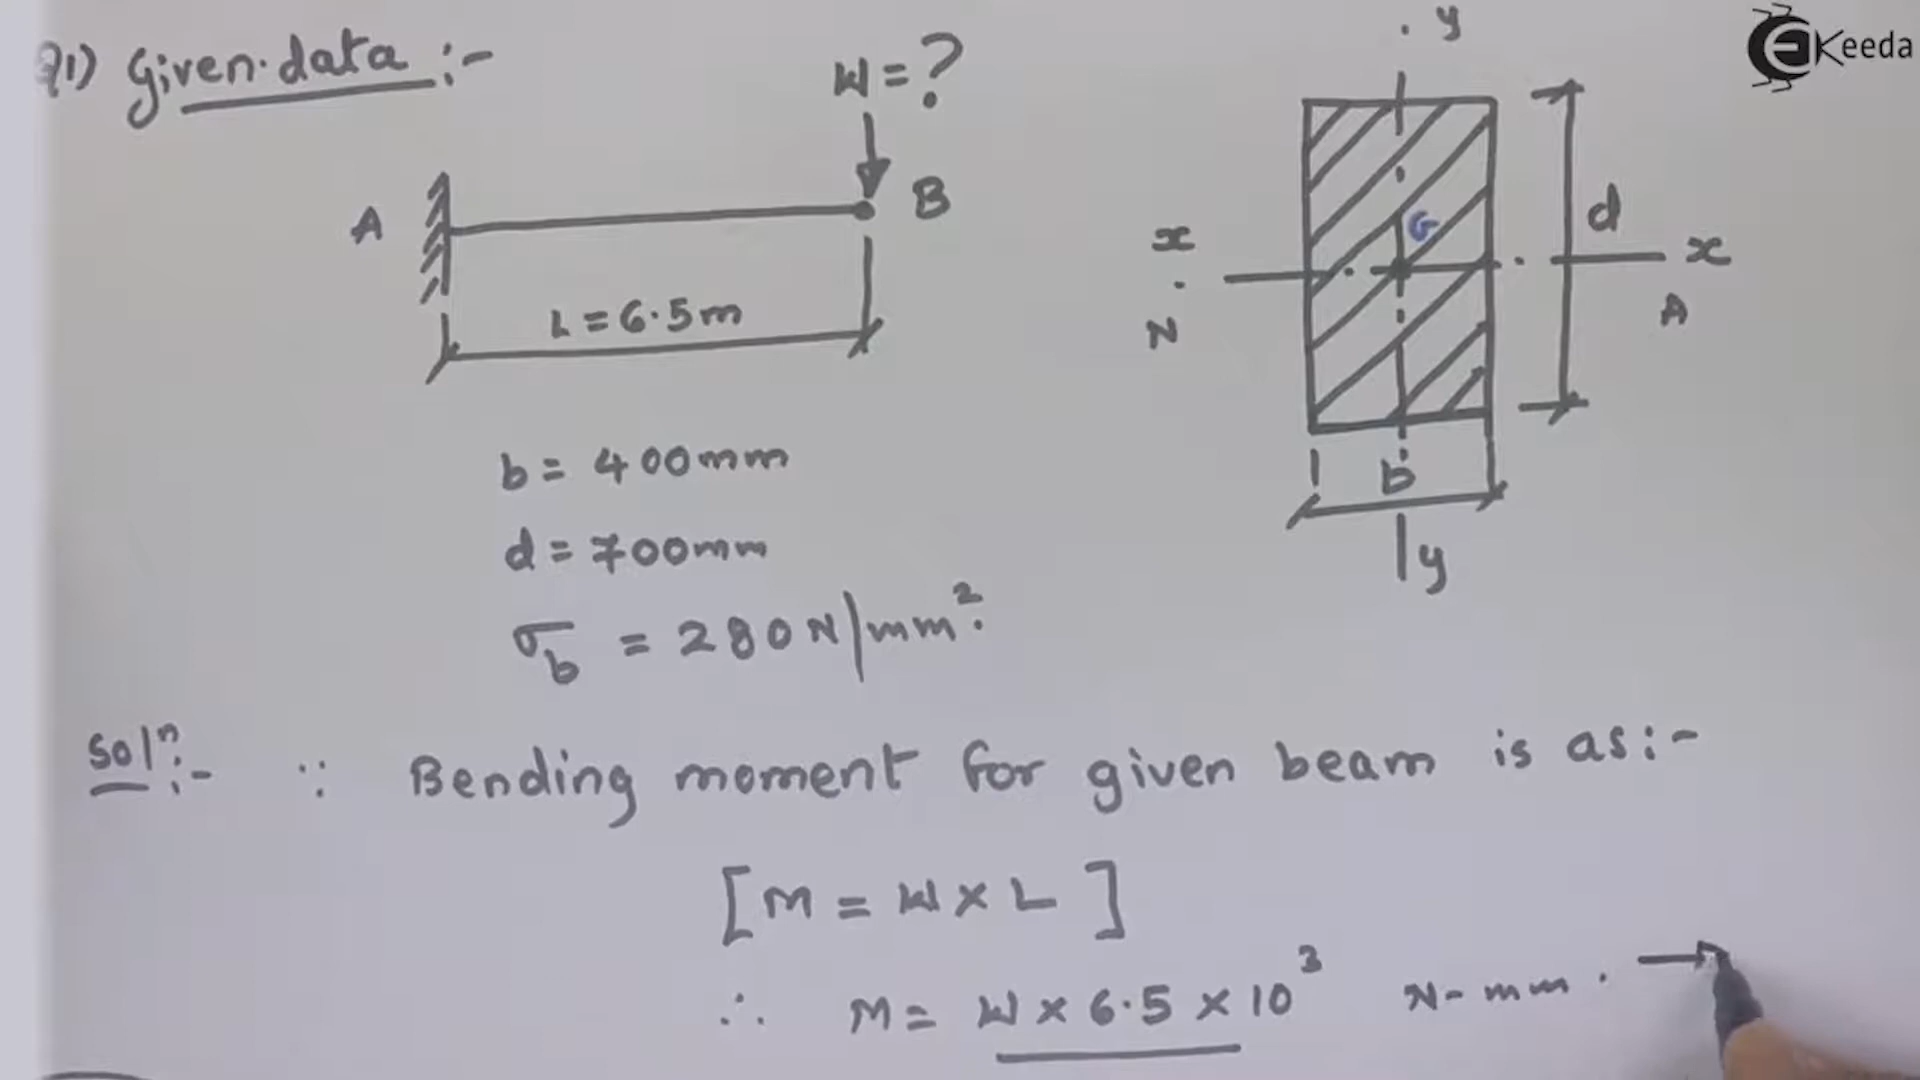 Q1) Given data :-
W = ?
A
B
L = 6.5m
y
x
x
N
A
G
d
b
y
b = 400mm
d = 700mm
σb = 280 N/mm².
Solⁿ :- ∵ Bending moment for given beam is as :-
[M = W × L]
∴ M = W × 6.5 × 10³ N-mm. →
eKeeda